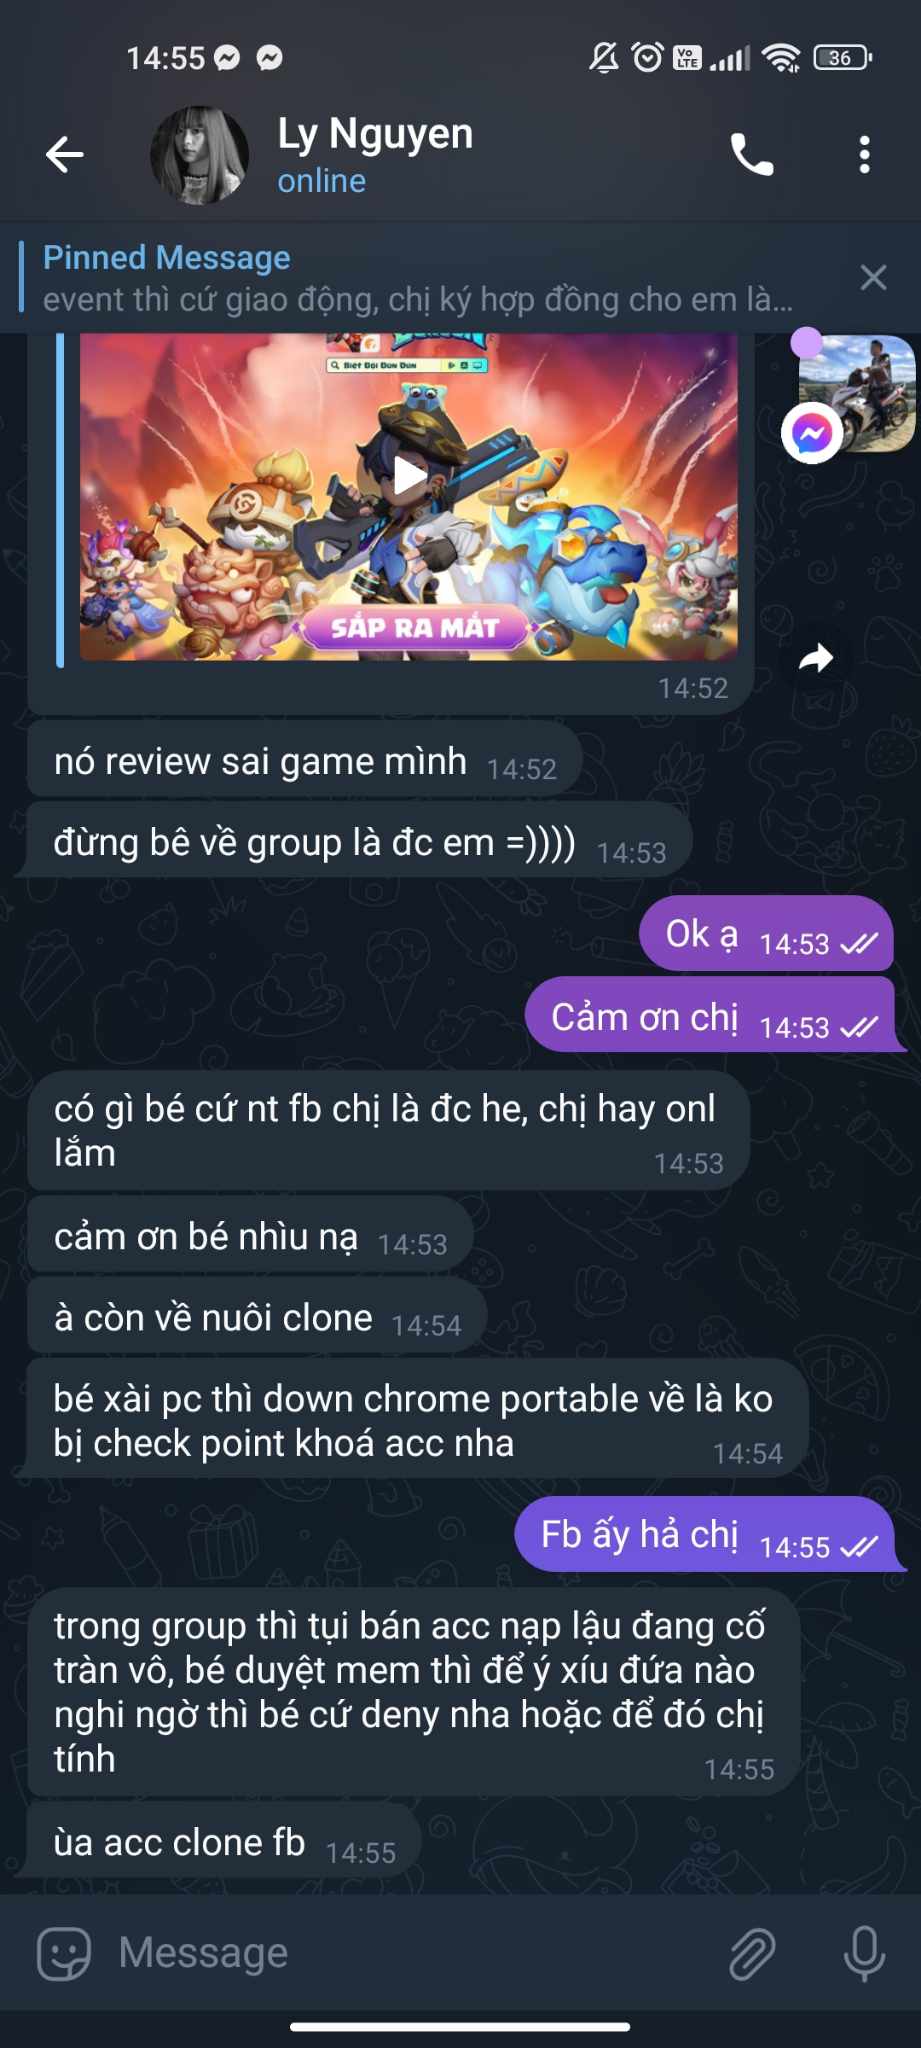 14:55
Vo
LTE
36
Ly Nguyen
online
Pinned Message
event thì cứ giao động, chị ký hợp đồng cho em là...
Biệt Đội Đun Đun
SẮP RA MẮT
14:52
nó review sai game mình 14:52
đừng bê về group là đc em =)))) 14:53
Ok ạ 14:53
Cảm ơn chị 14:53
có gì bé cứ nt fb chị là đc he, chị hay onl
lắm 14:53
cảm ơn bé nhìu nạ 14:53
à còn về nuôi clone 14:54
bé xài pc thì down chrome portable về là ko
bị check point khoá acc nha 14:54
Fb ấy hả chị 14:55
trong group thì tụi bán acc nạp lậu đang cố
tràn vô, bé duyệt mem thì để ý xíu đứa nào
nghi ngờ thì bé cứ deny nha hoặc để đó chị
tính 14:55
ùa acc clone fb 14:55
Message